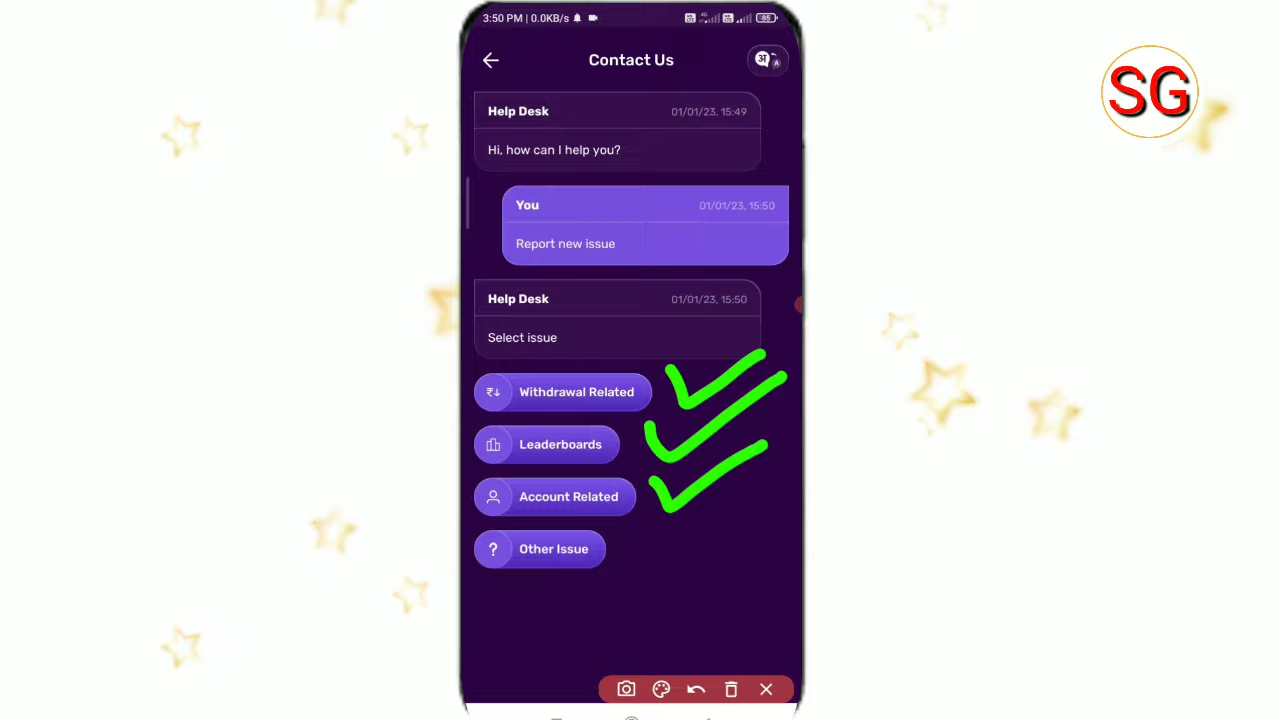 3:50 PM | 0.0KB/s
85
Contact Us
अ A
SG
Help Desk 01/01/23, 15:49
Hi, how can I help you?
You 01/01/23, 15:50
Report new issue
Help Desk 01/01/23, 15:50
Select issue
₹↓ Withdrawal Related
Leaderboards
Account Related
? Other Issue